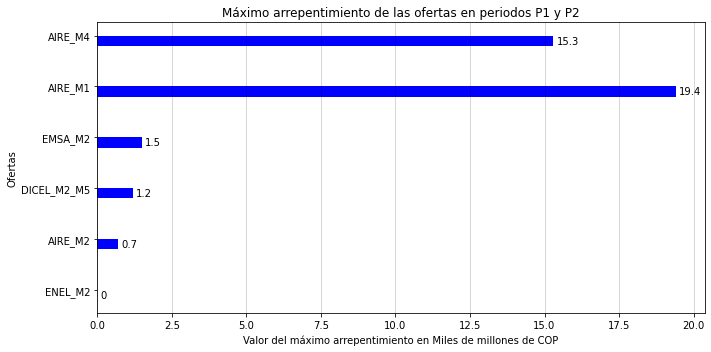 Máximo arrepentimiento de las ofertas en periodos P1 y P2
AIRE_M4 15.3
AIRE_M1 19.4
EMSA_M2 1.5
DICEL_M2_M5 1.2
AIRE_M2 0.7
ENEL_M2 0
Ofertas
0.0 2.5 5.0 7.5 10.0 12.5 15.0 17.5 20.0
Valor del máximo arrepentimiento en Miles de millones de COP